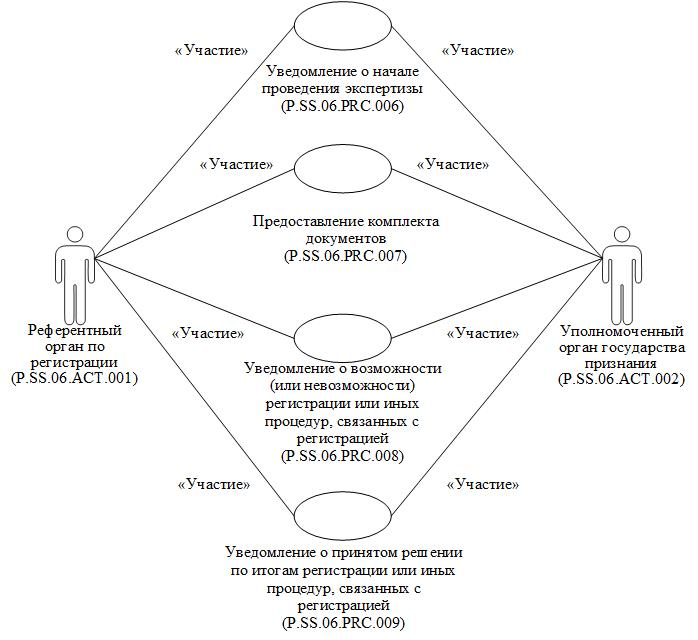 «Участие»
«Участие»
Уведомление о начале
проведения экспертизы
(P.SS.06.PRC.006)
«Участие»
«Участие»
Предоставление комплекта
документов
(P.SS.06.PRC.007)
Референтный
орган по
регистрации
(P.SS.06.ACT.001)
«Участие»
«Участие»
Уполномоченный
орган государства
признания
(P.SS.06.ACT.002)
Уведомление о возможности
(или невозможности)
регистрации или иных
процедур, связанных с
регистрацией
(P.SS.06.PRC.008)
«Участие»
«Участие»
Уведомление о принятом решении
по итогам регистрации или иных
процедур, связанных с
регистрацией
(P.SS.06.PRC.009)